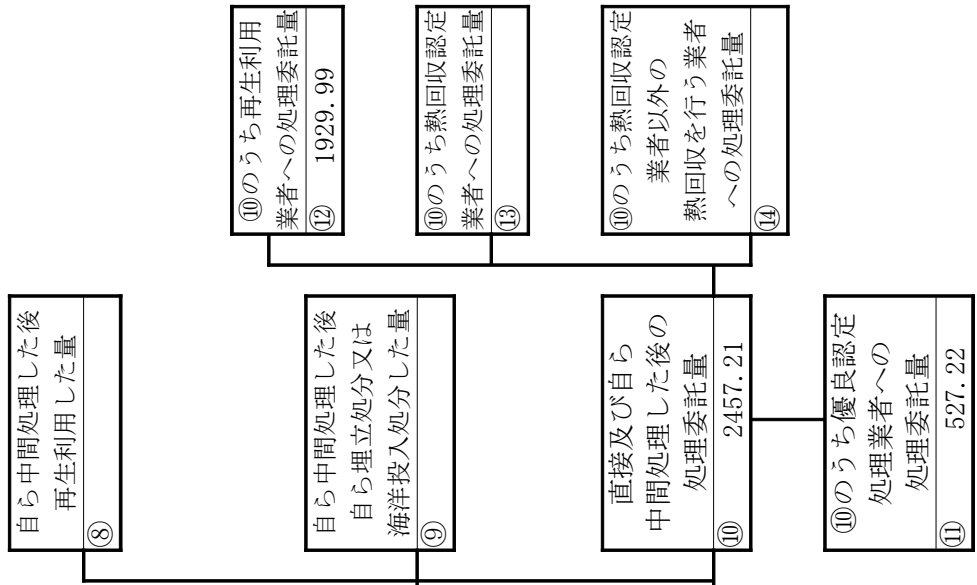 自ら中間処理した後
再生利用した量
⑧
自ら中間処理した後
自ら埋立処分又は
海洋投入処分した量
⑨
直接及び自ら
中間処理した後の
処理委託量
⑩ 2457.21
⑩のうち優良認定
処理業者への
処理委託量
⑪ 527.22
⑩のうち再生利用
業者への処理委託量
⑫ 1929.99
⑩のうち熱回収認定
業者への処理委託量
⑬
⑩のうち熱回収認定
業者以外の
熱回収を行う業者
への処理委託量
⑭